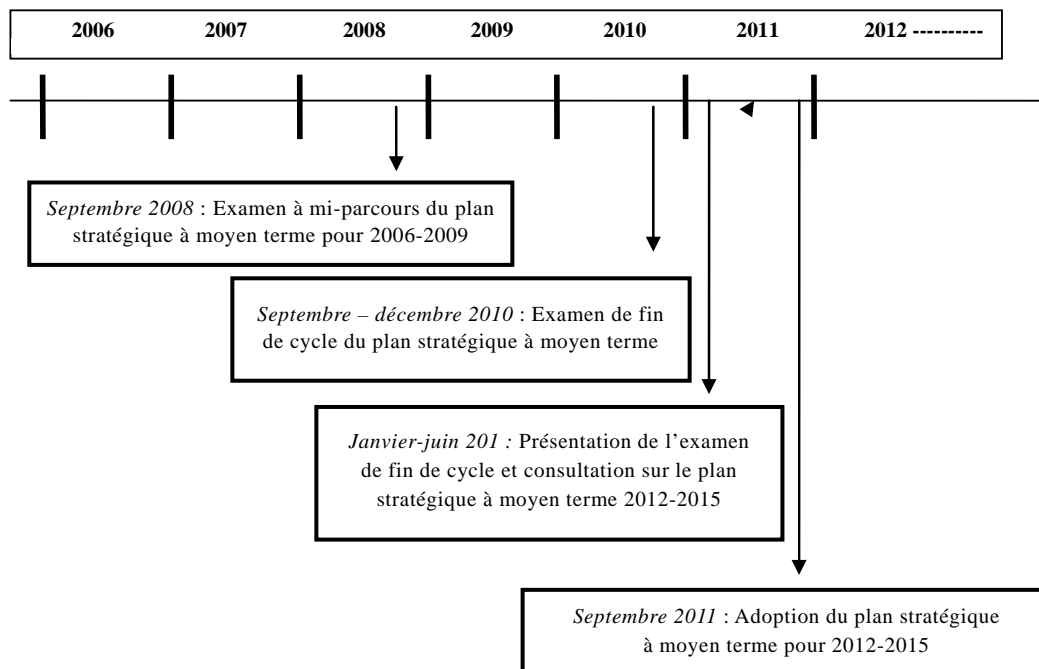 2006 2007 2008 2009 2010 2011 2012 ----------
Septembre 2008 : Examen à mi-parcours du plan
stratégique à moyen terme pour 2006-2009
Septembre – décembre 2010 : Examen de fin
de cycle du plan stratégique à moyen terme
Janvier-juin 201 : Présentation de l’examen
de fin de cycle et consultation sur le plan
stratégique à moyen terme 2012-2015
Septembre 2011 : Adoption du plan stratégique
à moyen terme pour 2012-2015